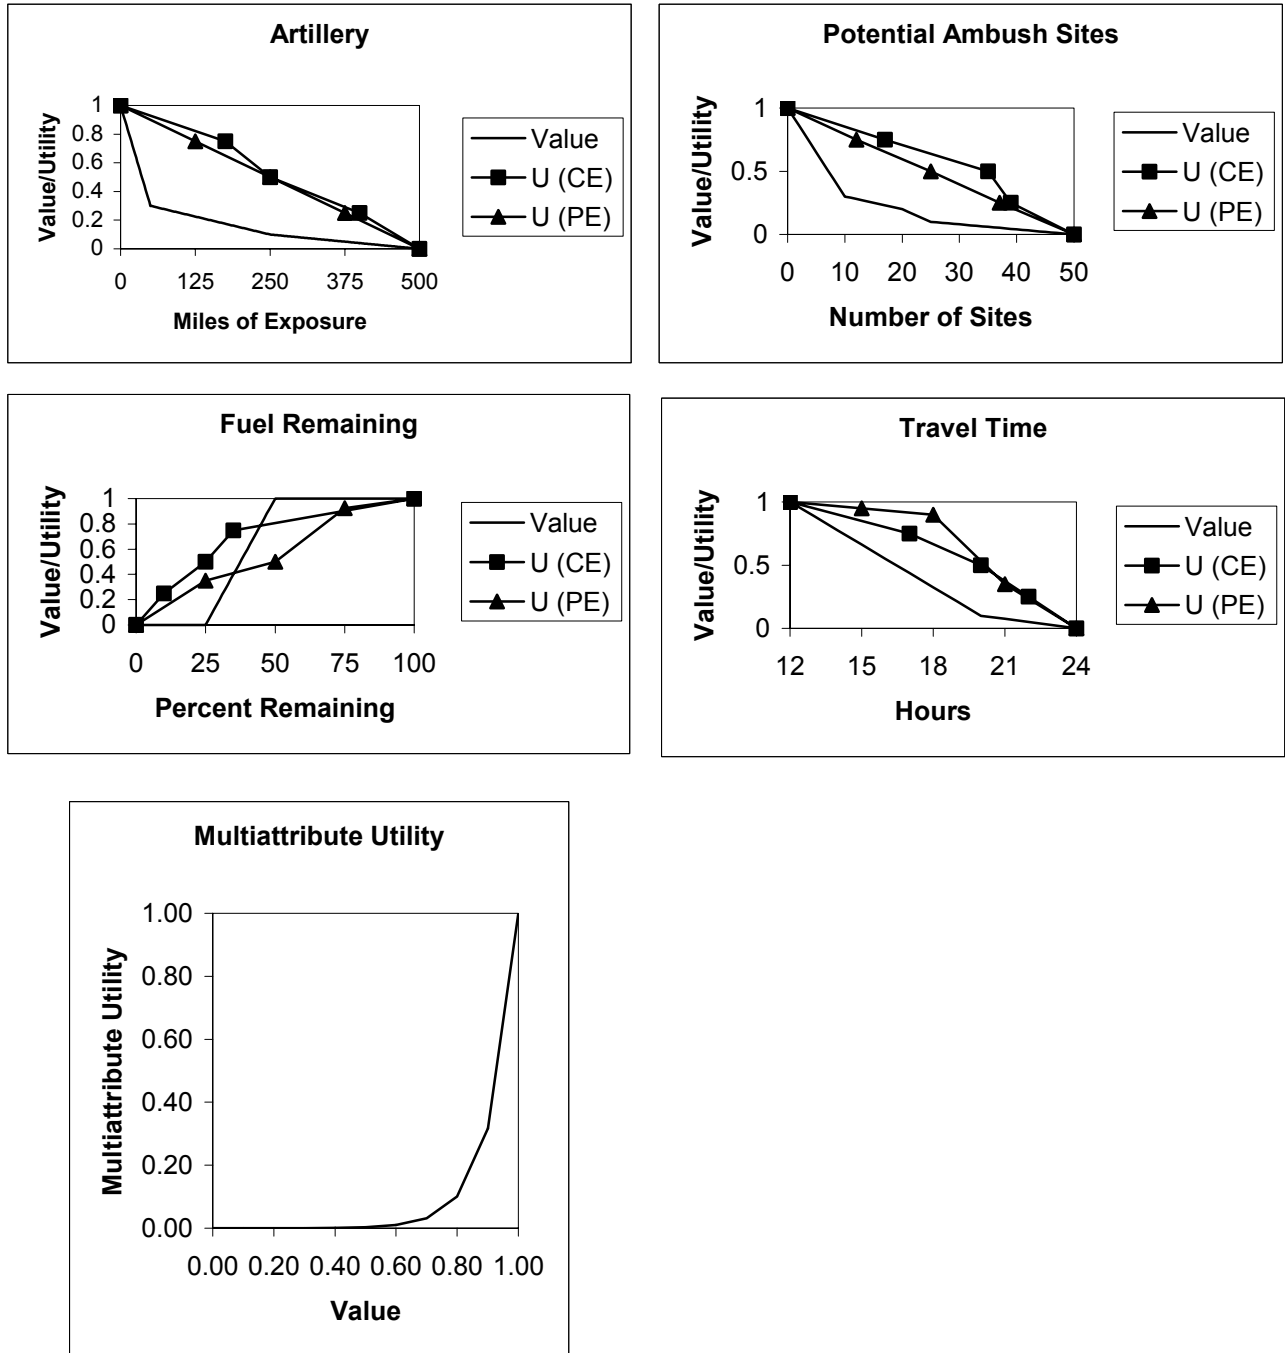 Artillery
Value/Utility
1
0.8
0.6
0.4
0.2
0
0 125 250 375 500
Miles of Exposure
Value
U (CE)
U (PE)
Potential Ambush Sites
Value/Utility
1
0.5
0
0 10 20 30 40 50
Number of Sites
Value
U (CE)
U (PE)
Fuel Remaining
Value/Utility
1
0.8
0.6
0.4
0.2
0
0 25 50 75 100
Percent Remaining
Value
U (CE)
U (PE)
Travel Time
Value/Utility
1
0.5
0
12 15 18 21 24
Hours
Value
U (CE)
U (PE)
Multiattribute Utility
Multiattribute Utility
1.00
0.80
0.60
0.40
0.20
0.00
0.00 0.20 0.40 0.60 0.80 1.00
Value